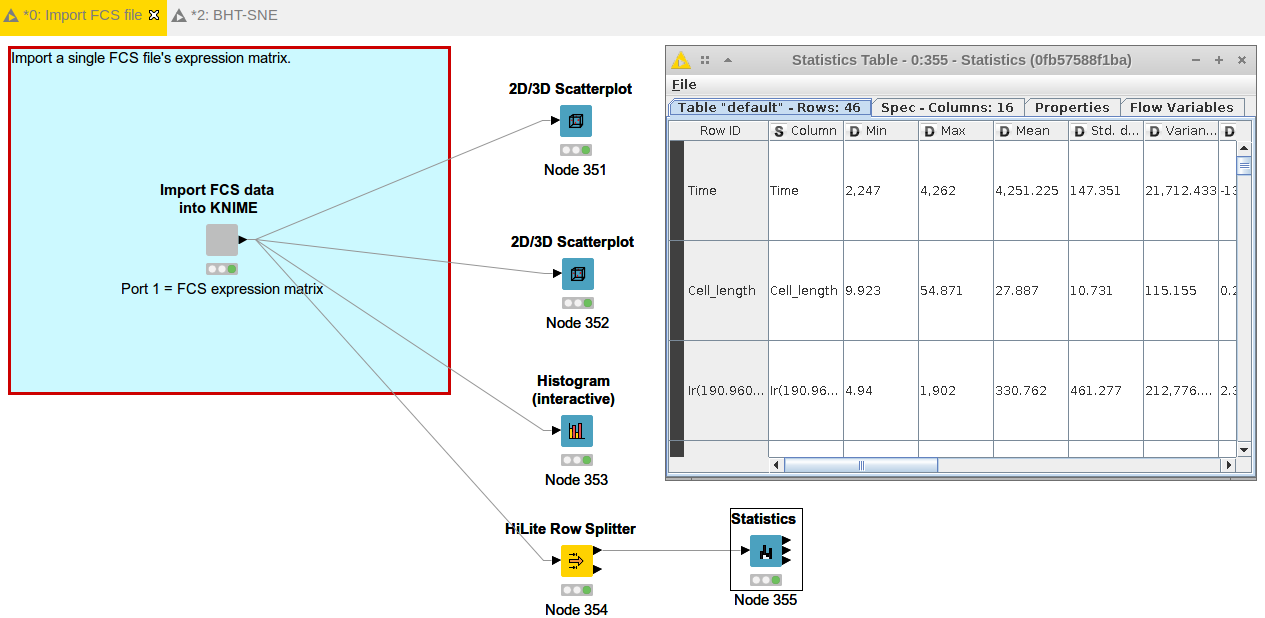 *0: Import FCS file
*2: BHT-SNE
Import a single FCS file's expression matrix.
Import FCS data
into KNIME
Port 1 = FCS expression matrix
2D/3D Scatterplot
Node 351
2D/3D Scatterplot
Node 352
Histogram
(interactive)
Node 353
HiLite Row Splitter
Node 354
Statistics
Node 355
Statistics Table - 0:355 - Statistics (0fb57588f1ba)
File
Table "default" - Rows: 46 Spec - Columns: 16 Properties Flow Variables
Row ID S Column D Min D Max D Mean D Std. d... D Varian... D
Time Time 2,247 4,262 4,251.225 147.351 21,712.433 -13
Cell_length Cell_length 9.923 54.871 27.887 10.731 115.155 0.2
Ir(190.960... Ir(190.96... 4.94 1,902 330.762 461.277 212,776.... 2.3